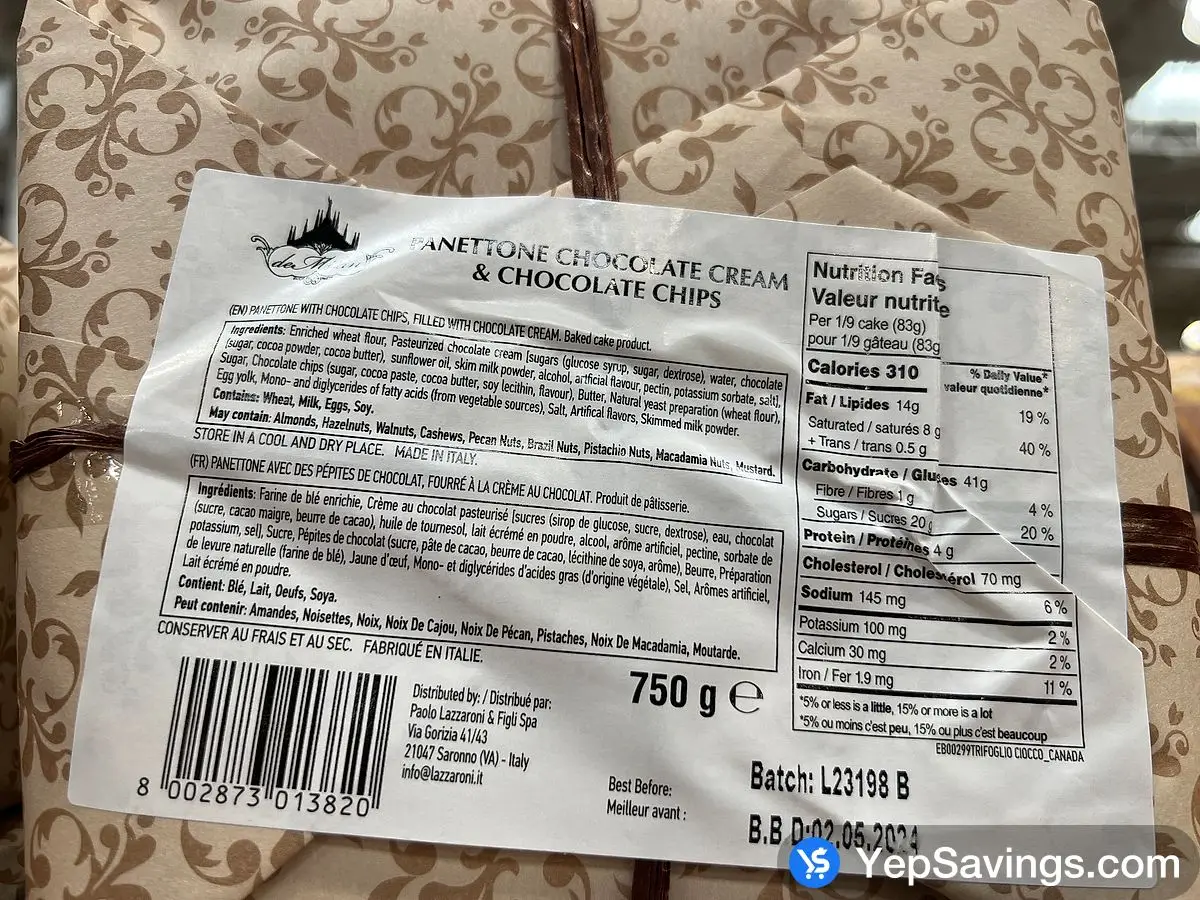 PANETTONE CHOCOLATE CREAM
& CHOCOLATE CHIPS
(EN) PANETTONE WITH CHOCOLATE CHIPS, FILLED WITH CHOCOLATE CREAM. Baked cake product.
Ingredients: Enriched wheat flour, Pasteurized chocolate cream [sugars (glucose syrup, sugar, dextrose), water, chocolate
(sugar, cocoa powder, cocoa butter), sunflower oil, skim milk powder, alcohol, artificial flavour, pectin, potassium sorbate, salt],
Sugar, Chocolate chips (sugar, cocoa paste, cocoa butter, soy lecithin, flavour), Butter, Natural yeast preparation (wheat flour),
Egg yolk, Mono- and diglycerides of fatty acids (from vegetable sources), Salt, Artifical flavors, Skimmed milk powder.
Contains: Wheat, Milk, Eggs, Soy.
May contain: Almonds, Hazelnuts, Walnuts, Cashews, Pecan Nuts, Brazil Nuts, Pistachio Nuts, Macadamia Nuts, Mustard.
STORE IN A COOL AND DRY PLACE. MADE IN ITALY.
(FR) PANETTONE AVEC DES PÉPITES DE CHOCOLAT, FOURRÉ À LA CRÈME AU CHOCOLAT. Produit de pâtisserie.
Ingrédients: Farine de blé enrichie, Crème au chocolat pasteurisé [sucres (sirop de glucose, sucre, dextrose), eau, chocolat
(sucre, cacao maigre, beurre de cacao), huile de tournesol, lait écrémé en poudre, alcool, arôme artificiel, pectine, sorbate de
potassium, sel], Sucre, Pépites de chocolat (sucre, pâte de cacao, beurre de cacao, lécithine de soya, arôme), Beurre, Préparation
de levure naturelle (farine de blé), Jaune d'œuf, Mono- et diglycérides d'acides gras (d'origine végétale), Sel, Arômes artificiel,
Lait écrémé en poudre.
Contient: Blé, Lait, Oeufs, Soya.
Peut contenir: Amandes, Noisettes, Noix, Noix De Cajou, Noix De Pécan, Pistaches, Noix De Macadamia, Moutarde.
CONSERVER AU FRAIS ET AU SEC. FABRIQUÉ EN ITALIE.
8 002873 013820
Distributed by: / Distribué par:
Paolo Lazzaroni & Figli Spa
Via Gorizia 41/43
21047 Saronno (VA) - Italy
info@lazzaroni.it
750 g e
Best Before:
Meilleur avant :
Batch: L23198 B
B.B.D:02.05.2024
Nutrition
Valeur
Per 1/9 cake (83g)
pour 1/9 gâteau (83g
Calories 310
% Daily Value*
valeur quotidienne*
Fat / Lipides 14g 19 %
Saturated / saturés 8 g
+ Trans / trans 0.5 g 40 %
Carbohydrate / Glucides 41g
Fibre / Fibres 1 g 4 %
Sugars / Sucres 20 g 20 %
Protein / Protéines 4 g
Cholesterol / Cholestérol 70 mg
Sodium 145 mg 6 %
Potassium 100 mg 2 %
Calcium 30 mg 2 %
Iron / Fer 1.9 mg 11 %
*5% or less is a little, 15% or more is a lot
*5% ou moins c'est peu, 15% ou plus c'est beaucoup
EB00299TRIFOGLIO CIOCCO_CANADA
YepSavings.com